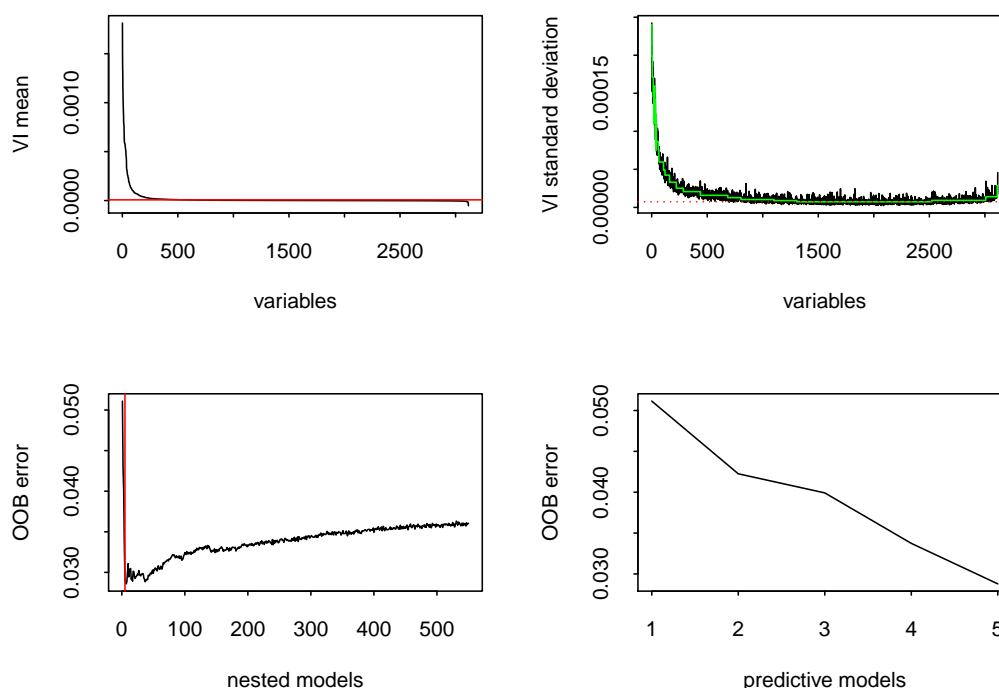 VI mean
0.0000 0.0010
0 500 1500 2500
variables
VI standard deviation
0.00000 0.00015
0 500 1500 2500
variables
OOB error
0.030 0.040 0.050
0 100 200 300 400 500
nested models
OOB error
0.030 0.040 0.050
1 2 3 4 5
predictive models